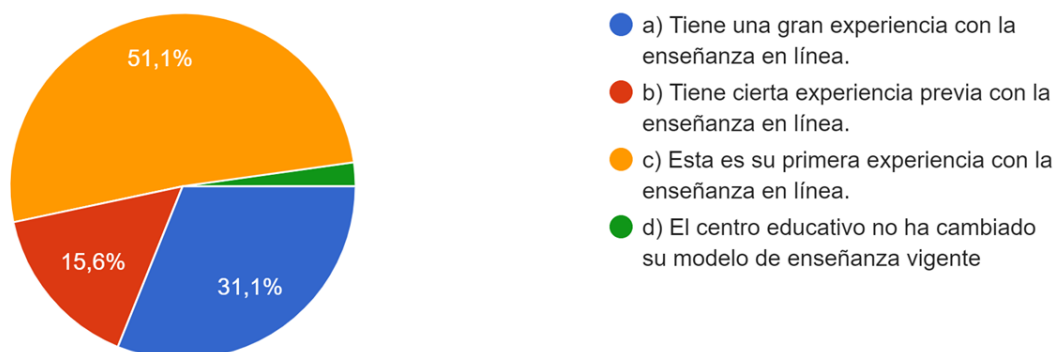 51,1%
15,6%
31,1%
a) Tiene una gran experiencia con la
enseñanza en línea.
b) Tiene cierta experiencia previa con la
enseñanza en línea.
c) Esta es su primera experiencia con la
enseñanza en línea.
d) El centro educativo no ha cambiado
su modelo de enseñanza vigente